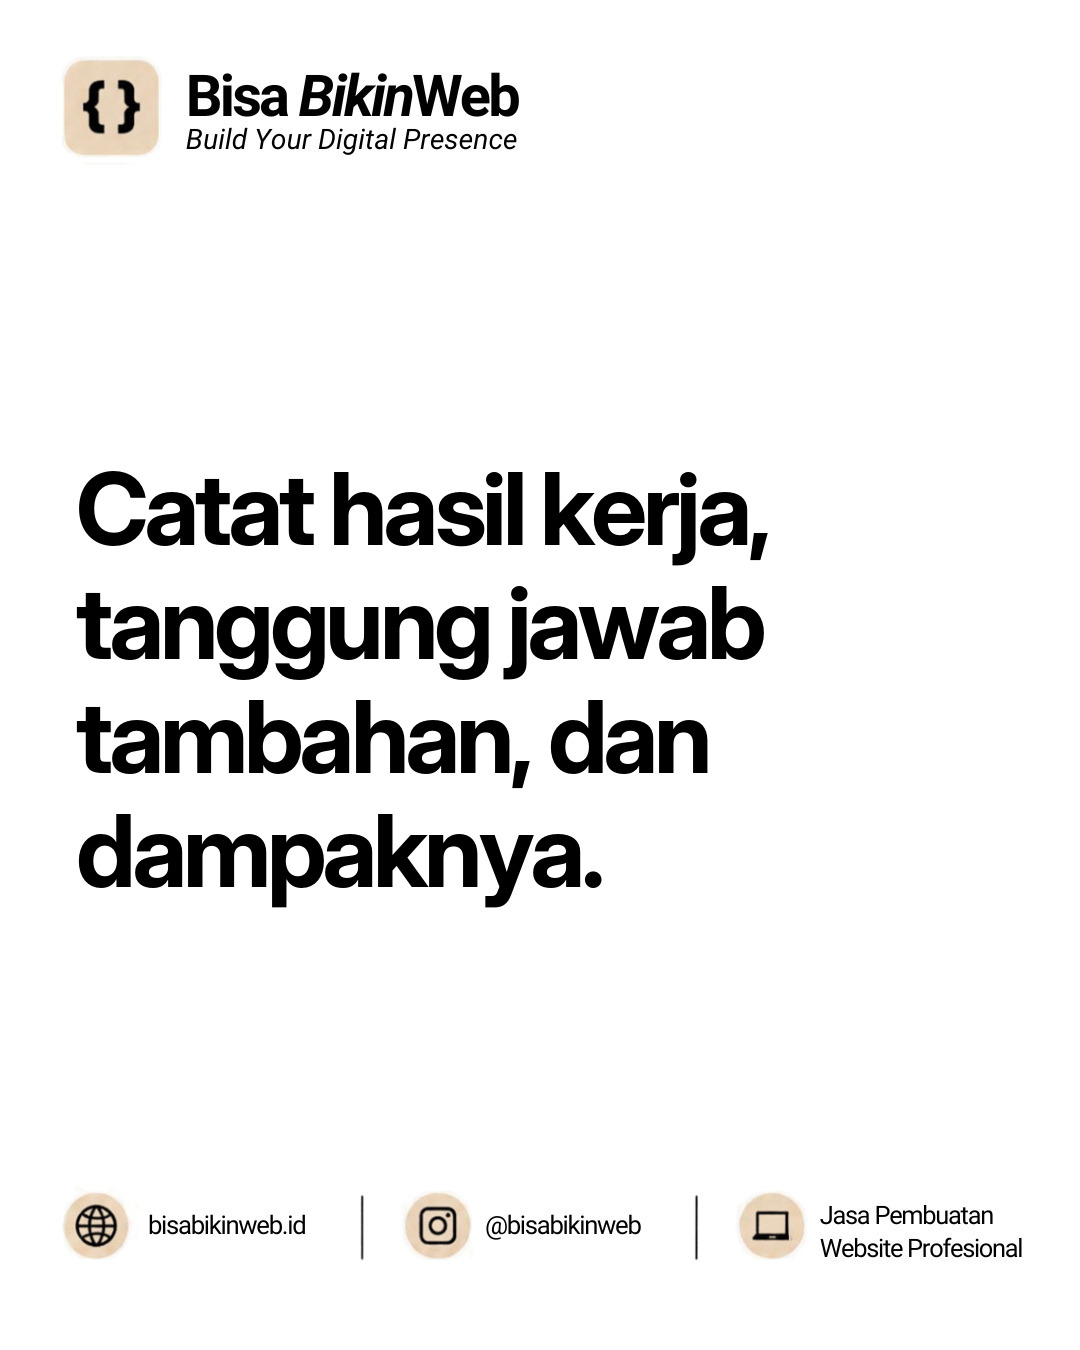 { }
Bisa BikinWeb
Build Your Digital Presence
Catat hasil kerja,
tanggung jawab
tambahan, dan
dampaknya.
bisabikinweb.id
@bisabikinweb
Jasa Pembuatan
Website Profesional